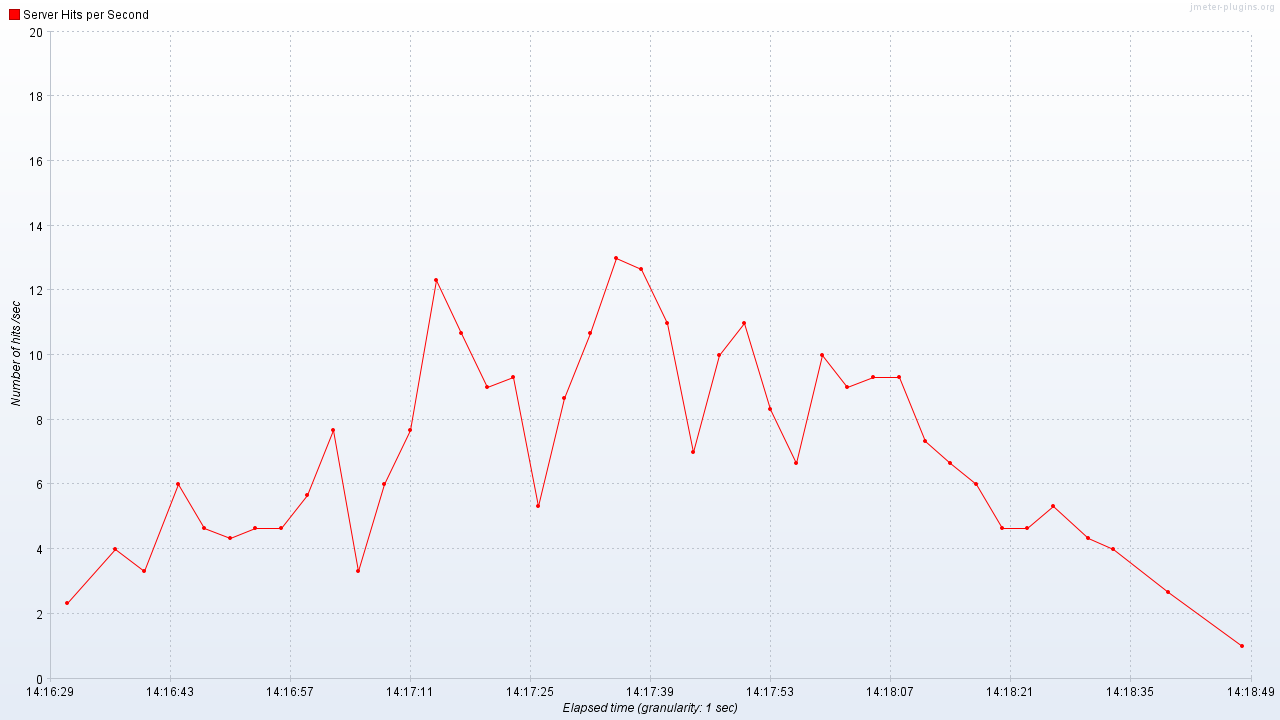 jmeter-plugins.org
Server Hits per Second
20
18
16
14
12
10
8
6
4
2
0
Number of hits /sec
14:16:29 14:16:43 14:16:57 14:17:11 14:17:25 14:17:39 14:17:53 14:18:07 14:18:21 14:18:35 14:18:49
Elapsed time (granularity: 1 sec)